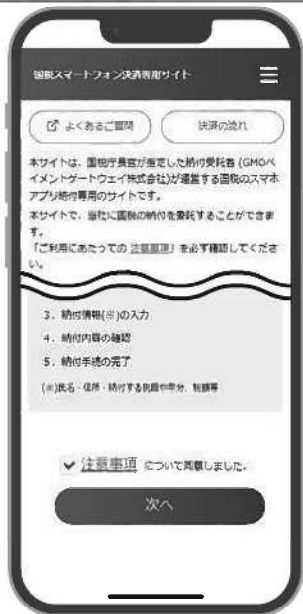 国税スマートフォン決済専用サイト
よくあるご質問
決済の流れ
本サイトは、国税庁長官が指定した納付受託者(GMOペ
イメントゲートウェイ株式会社)が運営する国税のスマホ
アプリ納付専用のサイトです。
本サイトで、当社に国税の納付を委託することができま
す。
「ご利用にあたっての 注意事項」を必ず確認してくださ
い。
3. 納付情報(※)の入力
4. 納付内容の確認
5. 納付手続の完了
(※)氏名・住所・納付する税目や年分、税額等
注意事項 について同意しました。
次へ